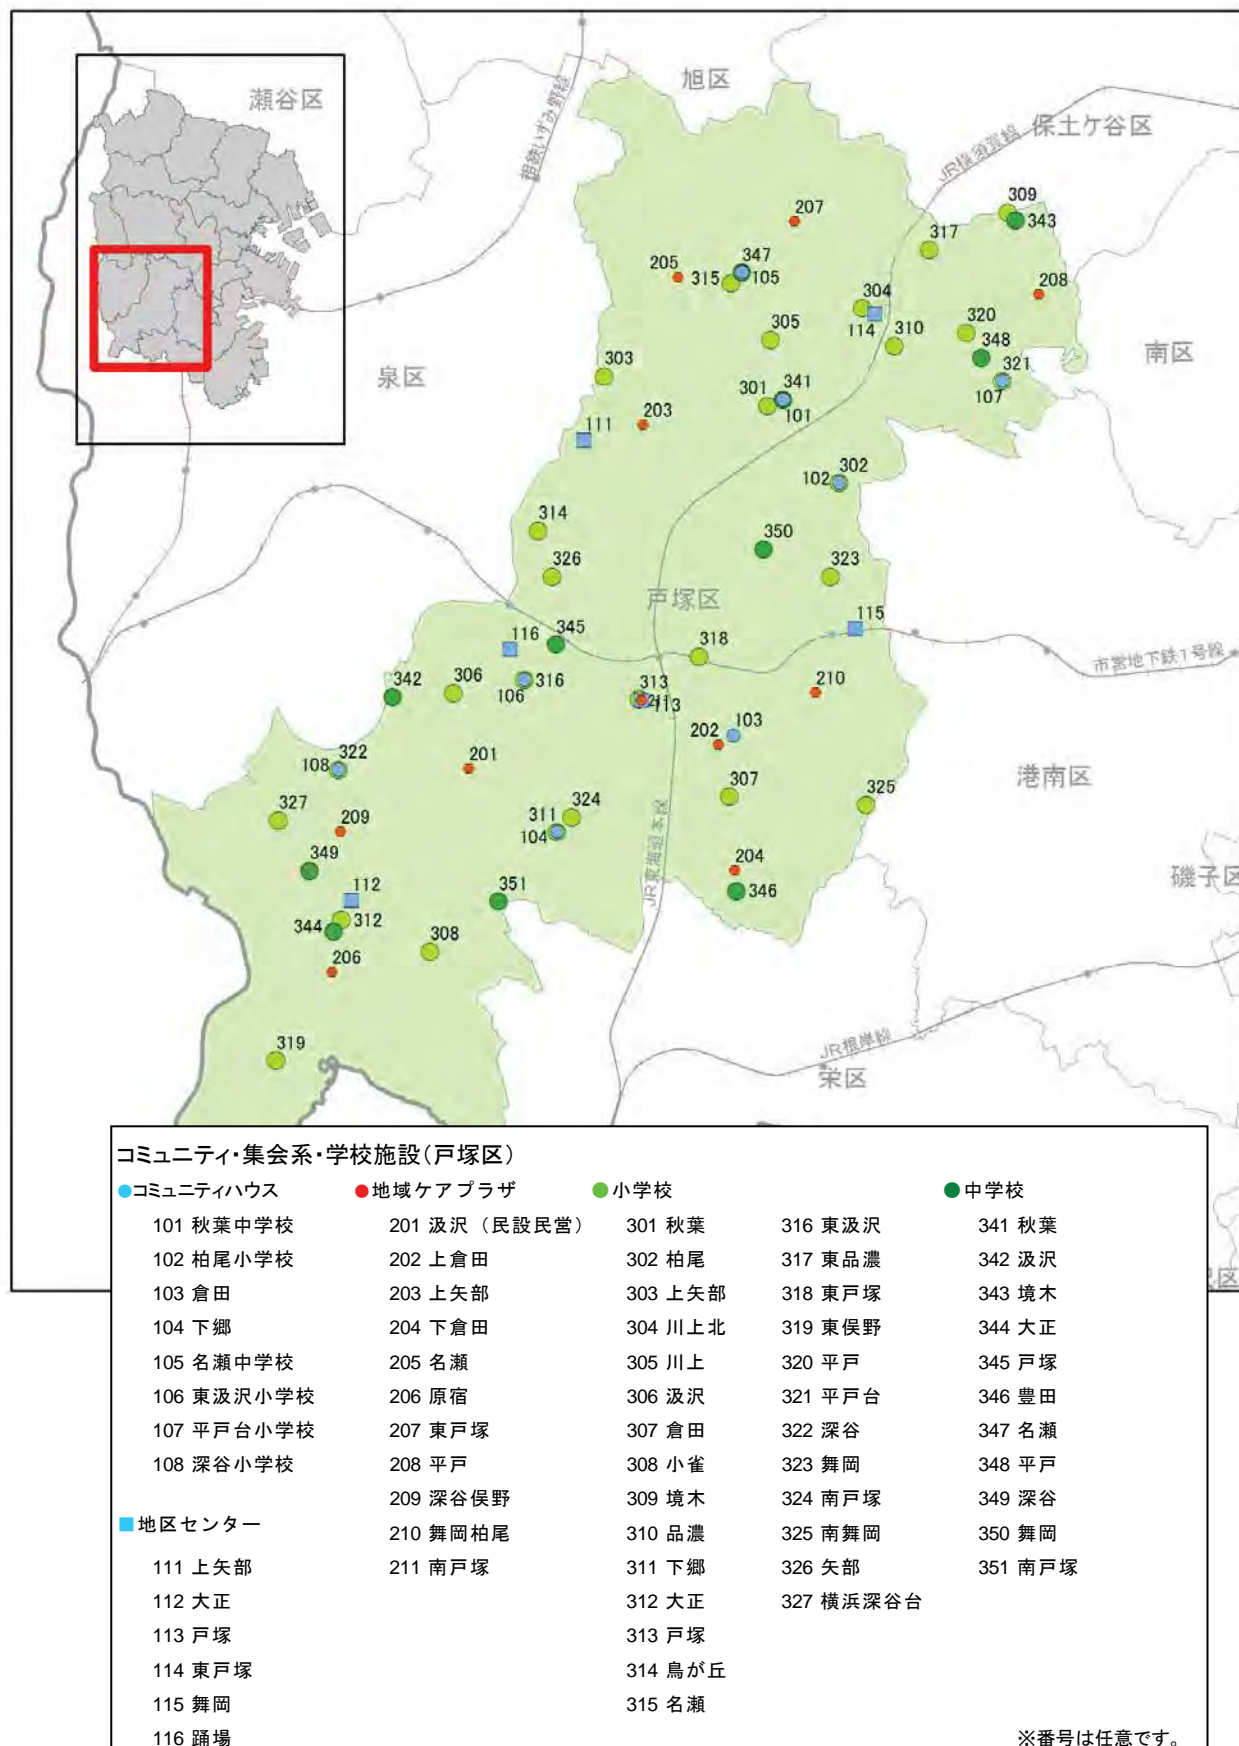 旭区
瀬谷区
保土ケ谷区
相鉄いずみ野線
JR横須賀線
309
343
207
317
347
205
315
105
208
304
114
320
305
310
348
南区
321
107
303
泉区
341
301
101
203
111
302
102
314
350
326
323
戸塚区
115
345
116
318
市営地下鉄1号線
316
106
306
342
313
113
210
103
202
322
108
201
港南区
307
325
327
324
311
104
209
JR東海道本線
349
204
346
磯子区
112
351
312
344
308
206
319
JR根岸線
栄区
コミュニティ・集会系・学校施設(戸塚区)
●コミュニティハウス
101 秋葉中学校
102 柏尾小学校
103 倉田
104 下郷
105 名瀬中学校
106 東汲沢小学校
107 平戸台小学校
108 深谷小学校
■地区センター
111 上矢部
112 大正
113 戸塚
114 東戸塚
115 舞岡
116 踊場
●地域ケアプラザ
201 汲沢（民設民営）
202 上倉田
203 上矢部
204 下倉田
205 名瀬
206 原宿
207 東戸塚
208 平戸
209 深谷俣野
210 舞岡柏尾
211 南戸塚
●小学校
301 秋葉
302 柏尾
303 上矢部
304 川上北
305 川上
306 汲沢
307 倉田
308 小雀
309 境木
310 品濃
311 下郷
312 大正
313 戸塚
314 鳥が丘
315 名瀬
316 東汲沢
317 東品濃
318 東戸塚
319 東俣野
320 平戸
321 平戸台
322 深谷
323 舞岡
324 南戸塚
325 南舞岡
326 矢部
327 横浜深谷台
●中学校
341 秋葉
342 汲沢
343 境木
344 大正
345 戸塚
346 豊田
347 名瀬
348 平戸
349 深谷
350 舞岡
351 南戸塚
※番号は任意です。